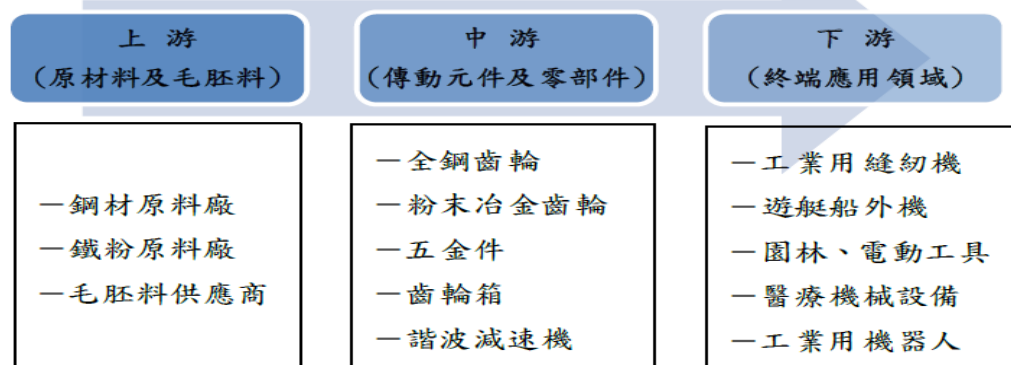 上 游
（原材料及毛胚料）
－鋼材原料廠
－鐵粉原料廠
－毛胚料供應商
中 游
（傳動元件及零部件）
－全鋼齒輪
－粉末冶金齒輪
－五金件
－齒輪箱
－諧波減速機
下 游
（終端應用領域）
－工業用縫紉機
－遊艇船外機
－園林、電動工具
－醫療機械設備
－工業用機器人